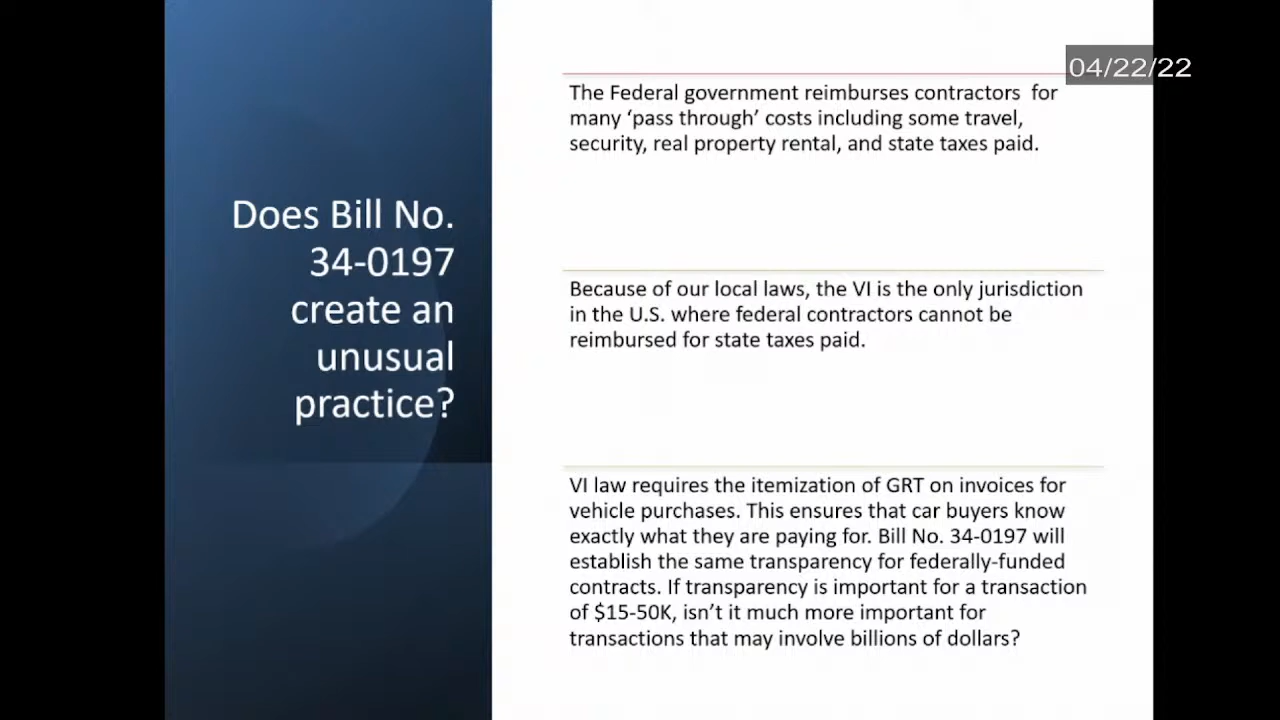 04/22/22
Does Bill No.
34-0197
create an
unusual
practice?
The Federal government reimburses contractors  for
many ‘pass through’ costs including some travel,
security, real property rental, and state taxes paid.
Because of our local laws, the VI is the only jurisdiction
in the U.S. where federal contractors cannot be
reimbursed for state taxes paid.
VI law requires the itemization of GRT on invoices for
vehicle purchases. This ensures that car buyers know
exactly what they are paying for. Bill No. 34-0197 will
establish the same transparency for federally-funded
contracts. If transparency is important for a transaction
of $15-50K, isn’t it much more important for
transactions that may involve billions of dollars?